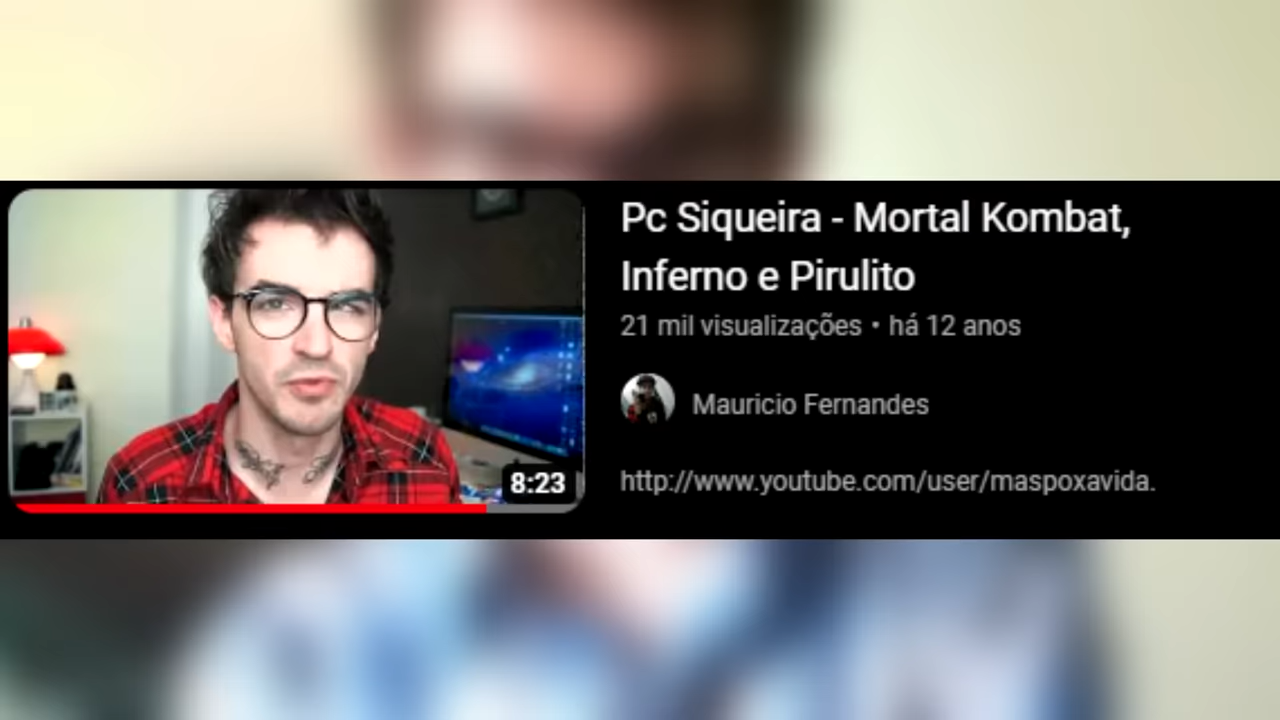 8:23
Pc Siqueira - Mortal Kombat,
Inferno e Pirulito
21 mil visualizações • há 12 anos
Mauricio Fernandes
http://www.youtube.com/user/maspoxavida.